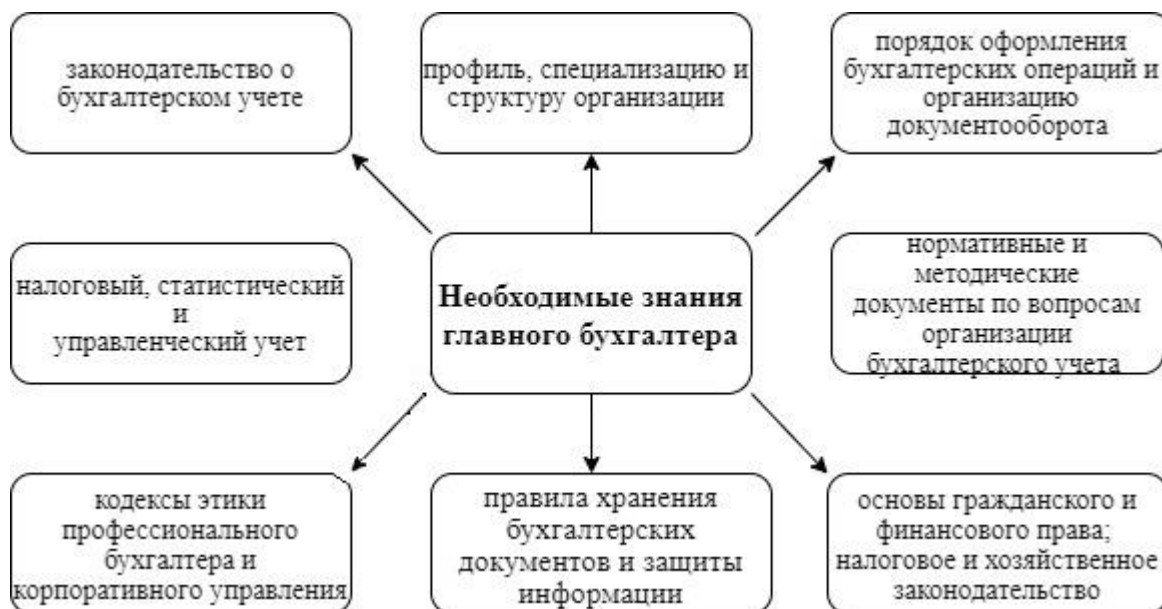 законодательство о
бухгалтерском учете
профиль, специализацию и
структуру организации
порядок оформления
бухгалтерских операций и
организацию
документооборота
налоговый, статистический
и
управленческий учет
Необходимые знания
главного бухгалтера
нормативные и
методические
документы по вопросам
организации
бухгалтерского учета
кодексы этики
профессионального
бухгалтера и
корпоративного управления
правила хранения
бухгалтерских
документов и защиты
информации
основы гражданского и
финансового права;
налоговое и хозяйственное
законодательство